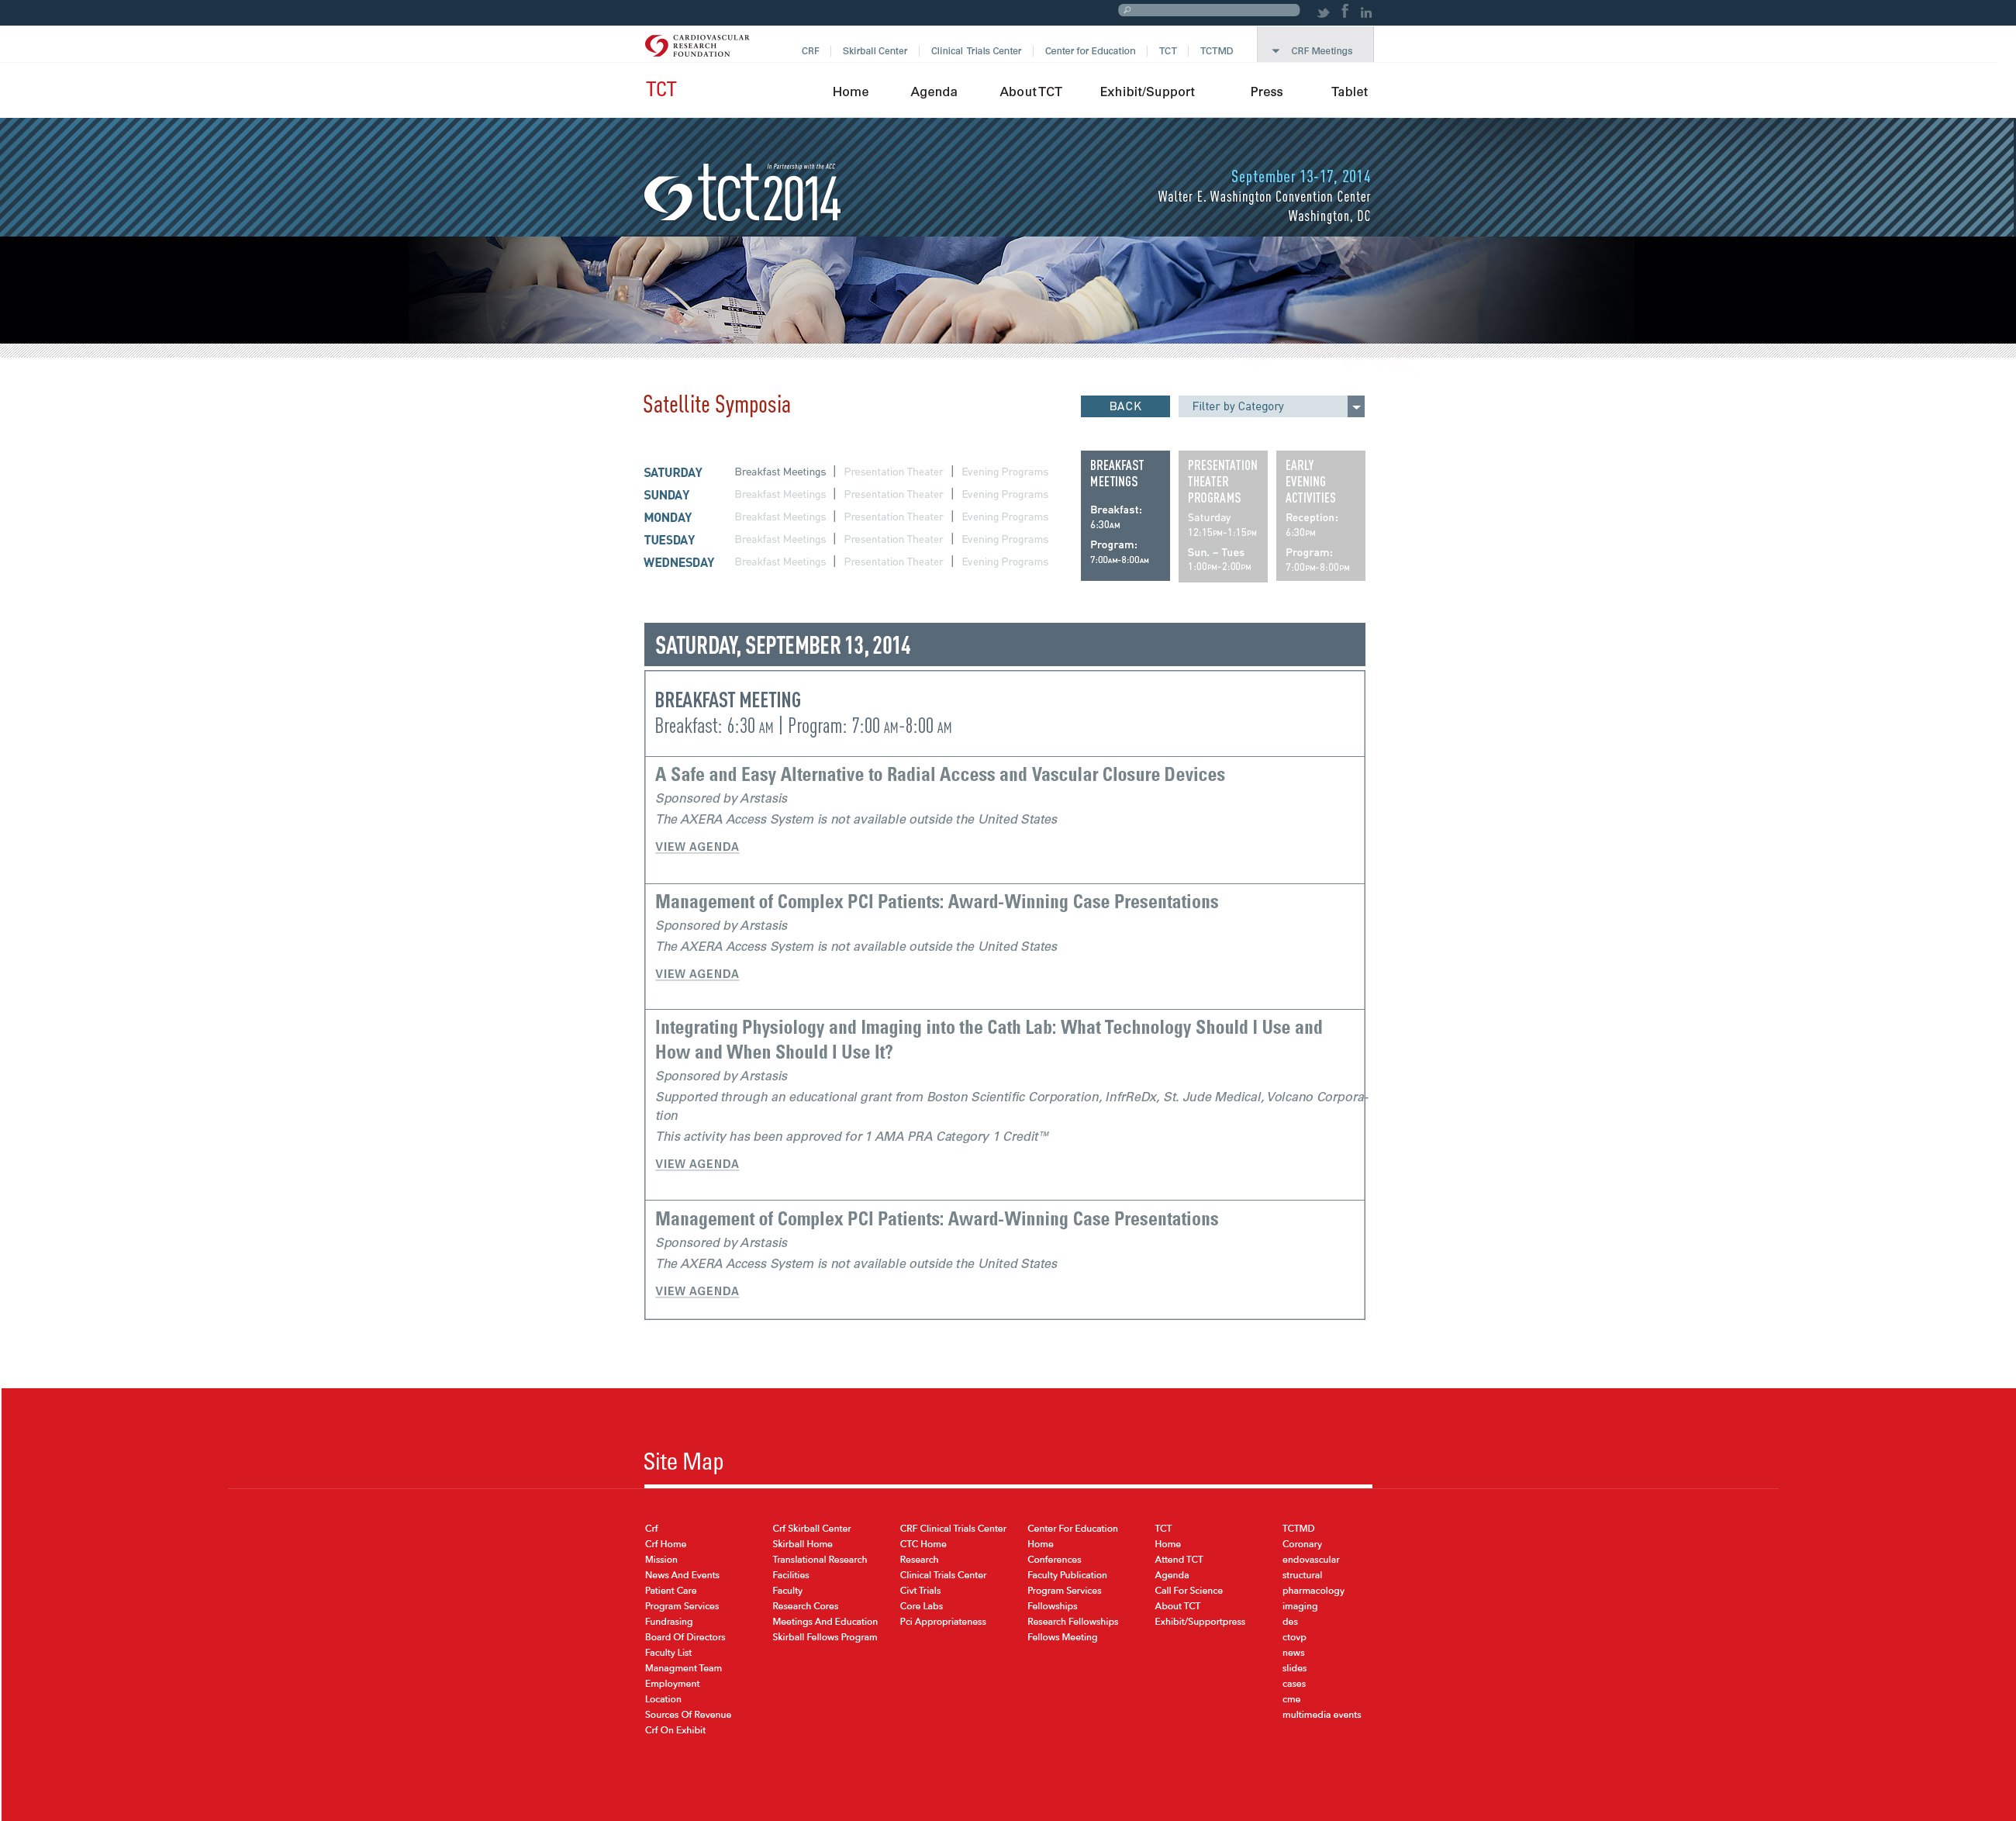 CARDIOVASCULAR
RESEARCH
FOUNDATION
CRF Skirball Center Clinical Trials Center Center for Education TCT TCTMD CRF Meetings
TCT Home Agenda About TCT Exhibit/Support Press Tablet
In Partnership with the ACC
tct2014
September 13-17, 2014
Walter E. Washington Convention Center
Washington, DC
Satellite Symposia
BACK
Filter by Category
SATURDAY Breakfast Meetings | Presentation Theater | Evening Programs
SUNDAY Breakfast Meetings | Presentation Theater | Evening Programs
MONDAY Breakfast Meetings | Presentation Theater | Evening Programs
TUESDAY Breakfast Meetings | Presentation Theater | Evening Programs
WEDNESDAY Breakfast Meetings | Presentation Theater | Evening Programs
BREAKFAST
MEETINGS
Breakfast:
6:30AM
Program:
7:00AM-8:00AM
PRESENTATION
THEATER
PROGRAMS
Saturday
12:15PM-1:15PM
Sun. – Tues
1:00PM-2:00PM
EARLY
EVENING
ACTIVITIES
Reception:
6:30PM
Program:
7:00PM-8:00PM
SATURDAY, SEPTEMBER 13, 2014
BREAKFAST MEETING
Breakfast: 6:30 AM | Program: 7:00 AM-8:00 AM
A Safe and Easy Alternative to Radial Access and Vascular Closure Devices
Sponsored by Arstasis
The AXERA Access System is not available outside the United States
VIEW AGENDA
Management of Complex PCI Patients: Award-Winning Case Presentations
Sponsored by Arstasis
The AXERA Access System is not available outside the United States
VIEW AGENDA
Integrating Physiology and Imaging into the Cath Lab: What Technology Should I Use and
How and When Should I Use It?
Sponsored by Arstasis
Supported through an educational grant from Boston Scientific Corporation, InfrReDx, St. Jude Medical, Volcano Corpora-
tion
This activity has been approved for 1 AMA PRA Category 1 Credit™
VIEW AGENDA
Management of Complex PCI Patients: Award-Winning Case Presentations
Sponsored by Arstasis
The AXERA Access System is not available outside the United States
VIEW AGENDA
Site Map
Crf
Crf Home
Mission
News And Events
Patient Care
Program Services
Fundrasing
Board Of Directors
Faculty List
Managment Team
Employment
Location
Sources Of Revenue
Crf On Exhibit
Crf Skirball Center
Skirball Home
Translational Research
Facilities
Faculty
Research Cores
Meetings And Education
Skirball Fellows Program
CRF Clinical Trials Center
CTC Home
Research
Clinical Trials Center
Civt Trials
Core Labs
Pci Appropriateness
Center For Education
Home
Conferences
Faculty Publication
Program Services
Fellowships
Research Fellowships
Fellows Meeting
TCT
Home
Attend TCT
Agenda
Call For Science
About TCT
Exhibit/Supportpress
TCTMD
Coronary
endovascular
structural
pharmacology
imaging
des
ctovp
news
slides
cases
cme
multimedia events